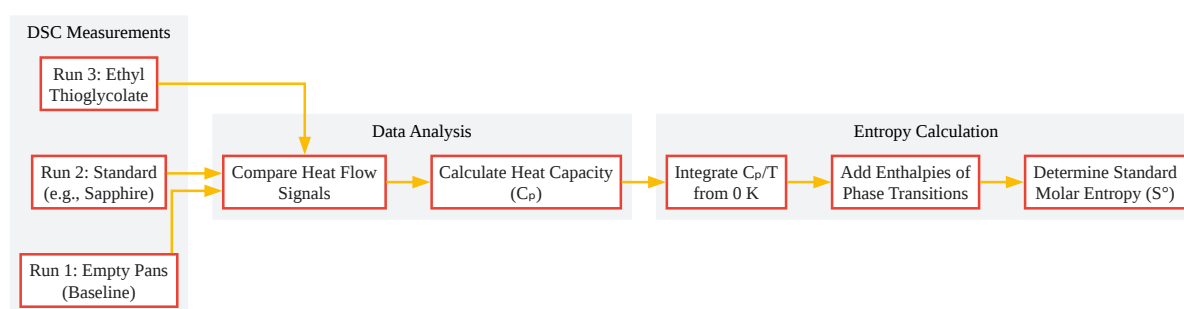 DSC Measurements
Run 3: Ethyl
Thioglycolate
Run 2: Standard
(e.g., Sapphire)
Run 1: Empty Pans
(Baseline)
Data Analysis
Compare Heat Flow
Signals
Calculate Heat Capacity
(Cₚ)
Entropy Calculation
Integrate Cₚ/T
from 0 K
Add Enthalpies of
Phase Transitions
Determine Standard
Molar Entropy (S°)